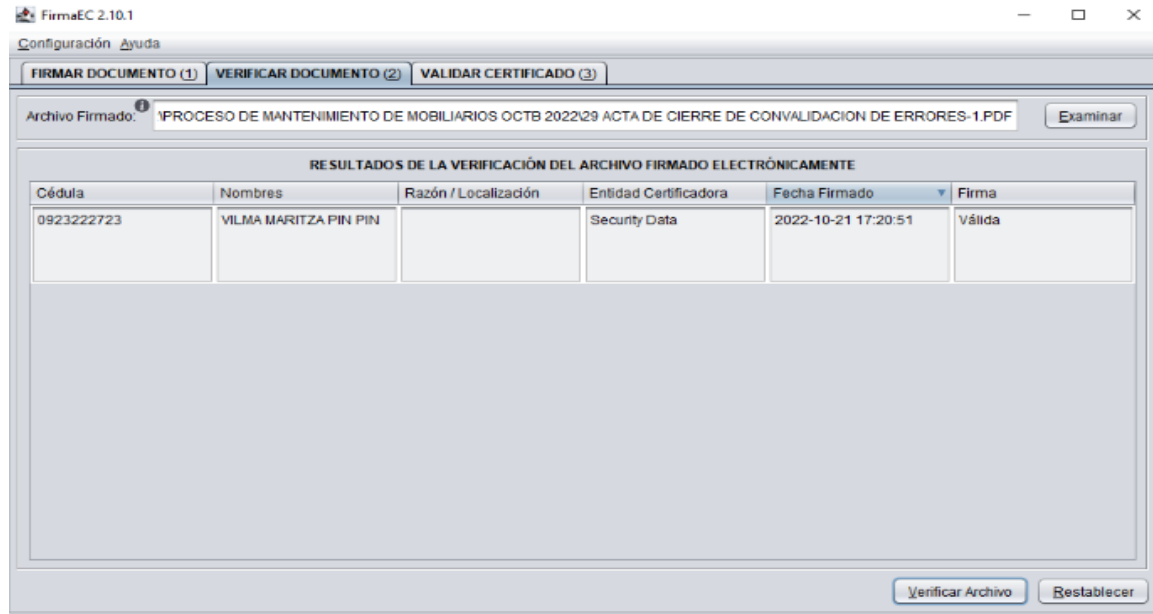 FirmaEC 2.10.1
Configuración Ayuda
FIRMAR DOCUMENTO (1) VERIFICAR DOCUMENTO (2) VALIDAR CERTIFICADO (3)
Archivo Firmado: \PROCESO DE MANTENIMIENTO DE MOBILIARIOS OCTB 2022\29 ACTA DE CIERRE DE CONVALIDACION DE ERRORES-1.PDF Examinar
RESULTADOS DE LA VERIFICACIÓN DEL ARCHIVO FIRMADO ELECTRÓNICAMENTE
Cédula Nombres Razón / Localización Entidad Certificadora Fecha Firmado Firma
0923222723 VILMA MARITZA PIN PIN Security Data 2022-10-21 17:20:51 Válida
Verificar Archivo Restablecer